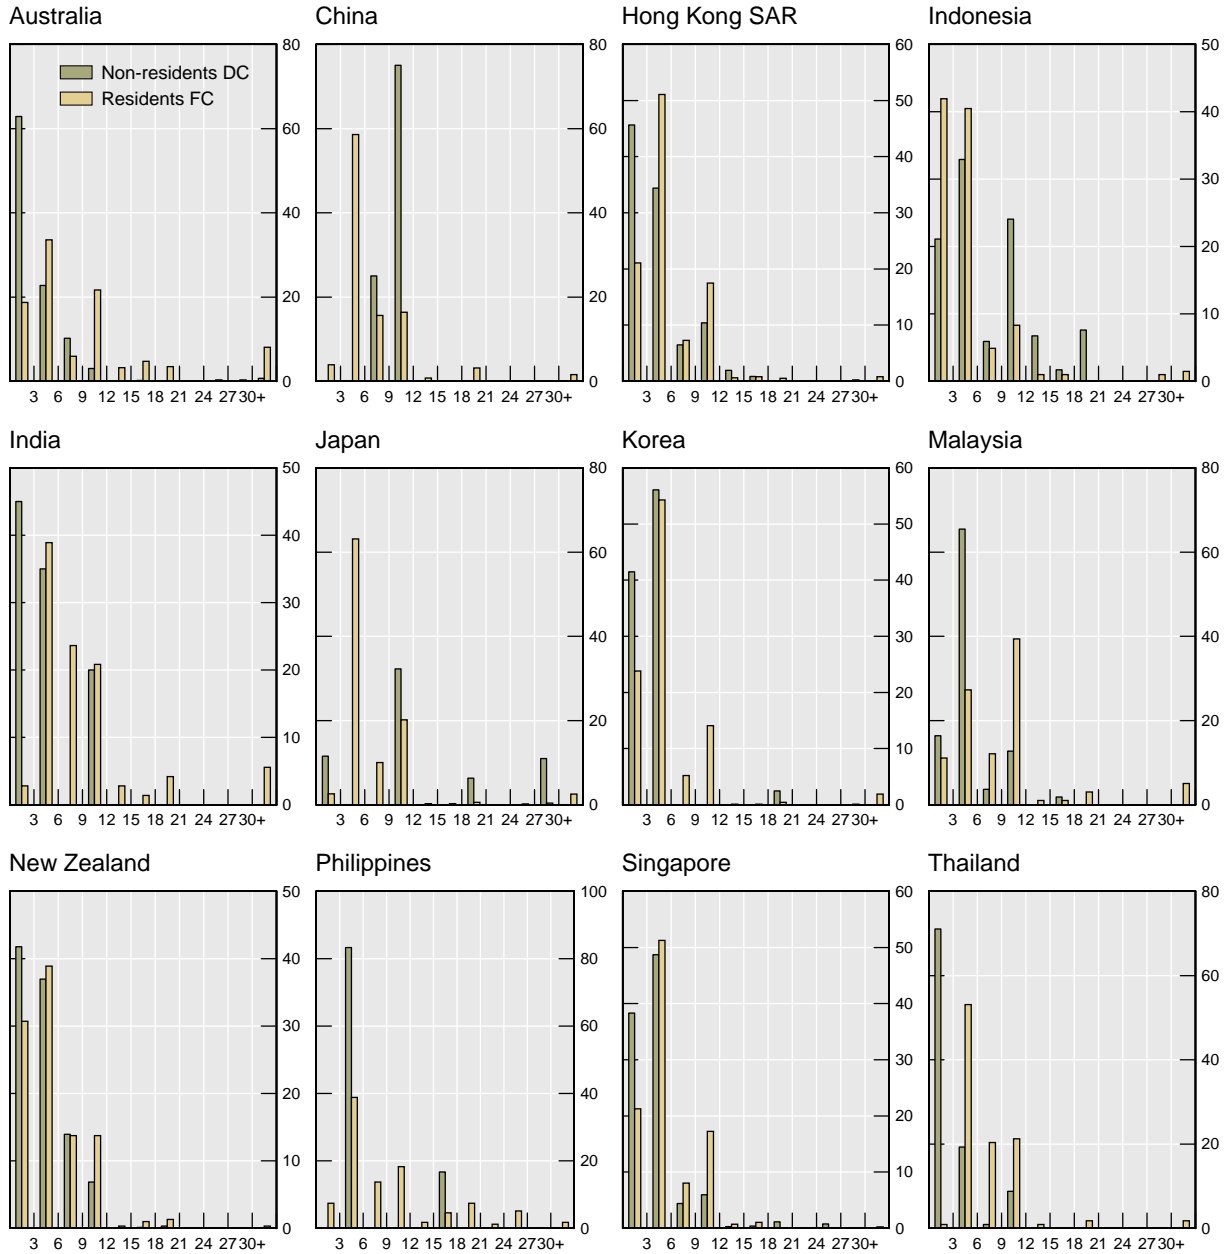 Australia China Hong Kong SAR Indonesia
80 80 60 50
Non-residents DC
Residents FC
50
60 60 40
40
40 40 30 30
20
20 20 20
10 10
0 0 0 0
3 6 9 12 15 18 21 24 27 30+ 3 6 9 12 15 18 21 24 27 30+ 3 6 9 12 15 18 21 24 27 30+ 3 6 9 12 15 18 21 24 27 30+
India Japan Korea Malaysia
50 80 60 80
50
40 60 60
40
30
40 30 40
20
20
20 20
10 10
0 0 0 0
3 6 9 12 15 18 21 24 27 30+ 3 6 9 12 15 18 21 24 27 30+ 3 6 9 12 15 18 21 24 27 30+ 3 6 9 12 15 18 21 24 27 30+
New Zealand Philippines Singapore Thailand
50 100 60 80
50
40 80
60
40
30 60
30 40
20 40
20
20
10 20 10
0 0 0 0
3 6 9 12 15 18 21 24 27 30+ 3 6 9 12 15 18 21 24 27 30+ 3 6 9 12 15 18 21 24 27 30+ 3 6 9 12 15 18 21 24 27 30+